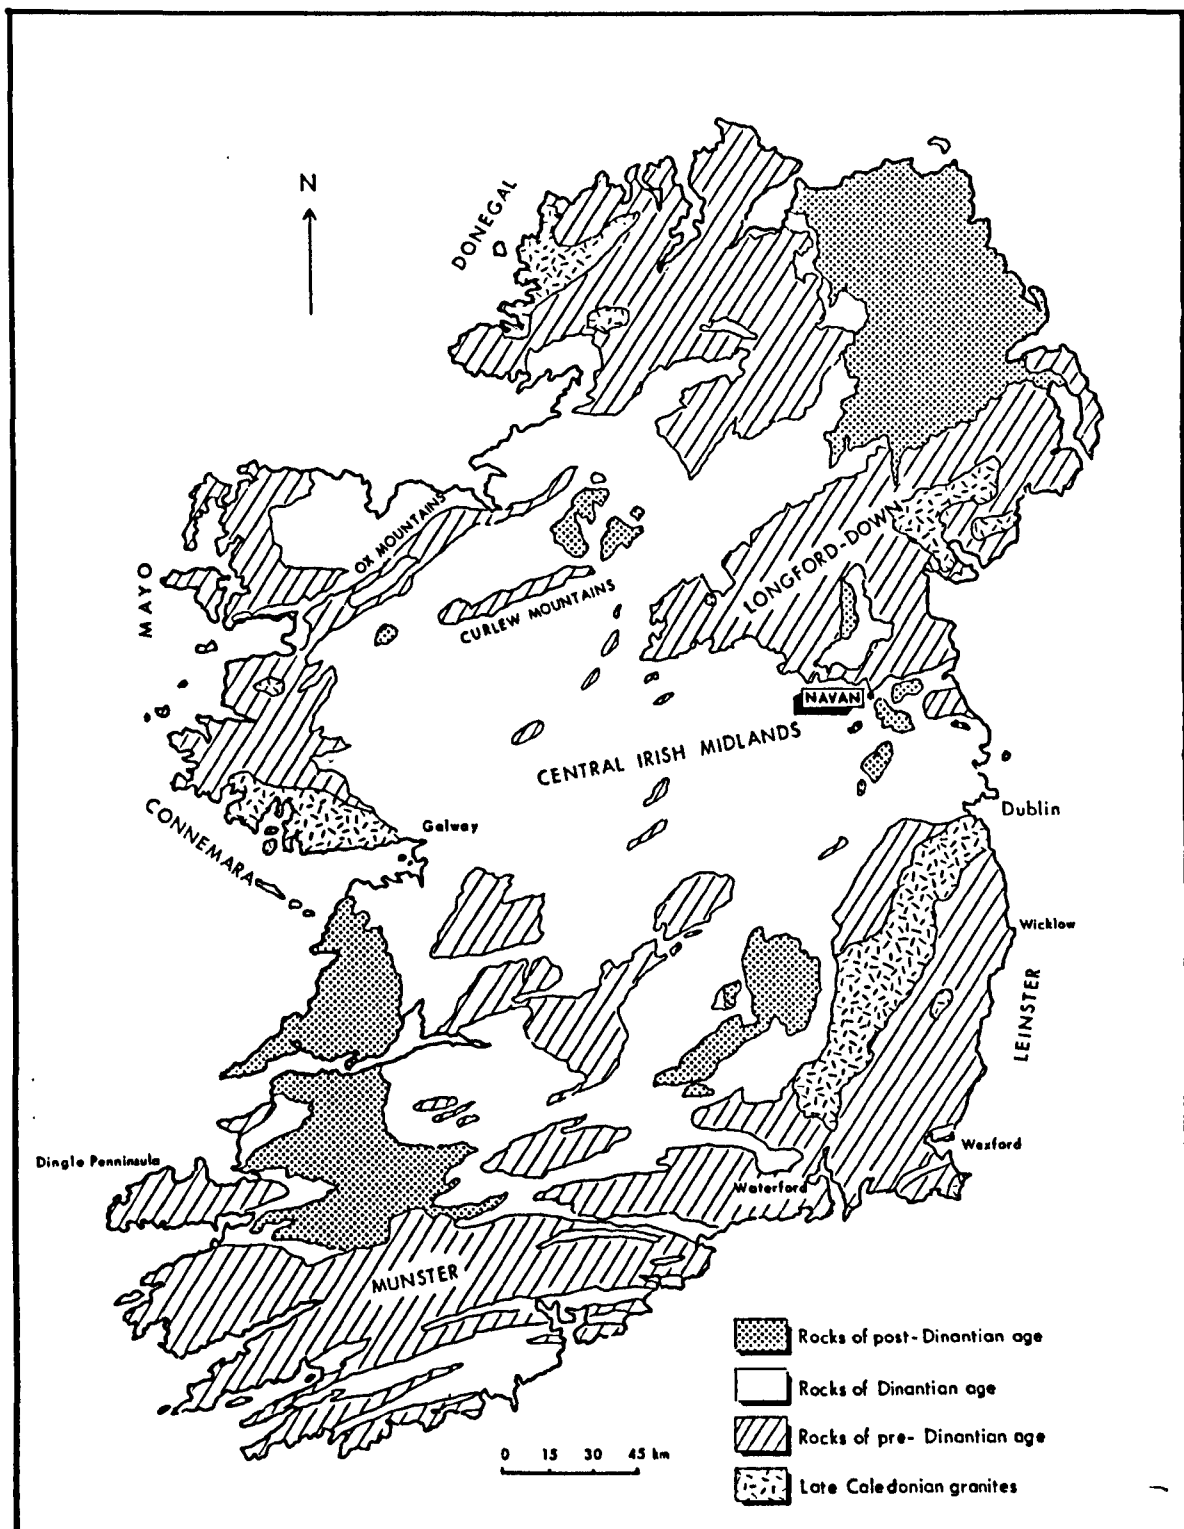 N
DONEGAL
OX MOUNTAINS
MAYO
CURLEW MOUNTAINS
LONGFORD-DOWN
NAVAN
CENTRAL IRISH MIDLANDS
CONNEMARA
Galway
Dublin
Wicklow
LEINSTER
Wexford
Dingle Penninsula
Waterford
MUNSTER
Rocks of post-Dinantian age
Rocks of Dinantian age
Rocks of pre-Dinantian age
Late Caledonian granites
0 15 30 45 km